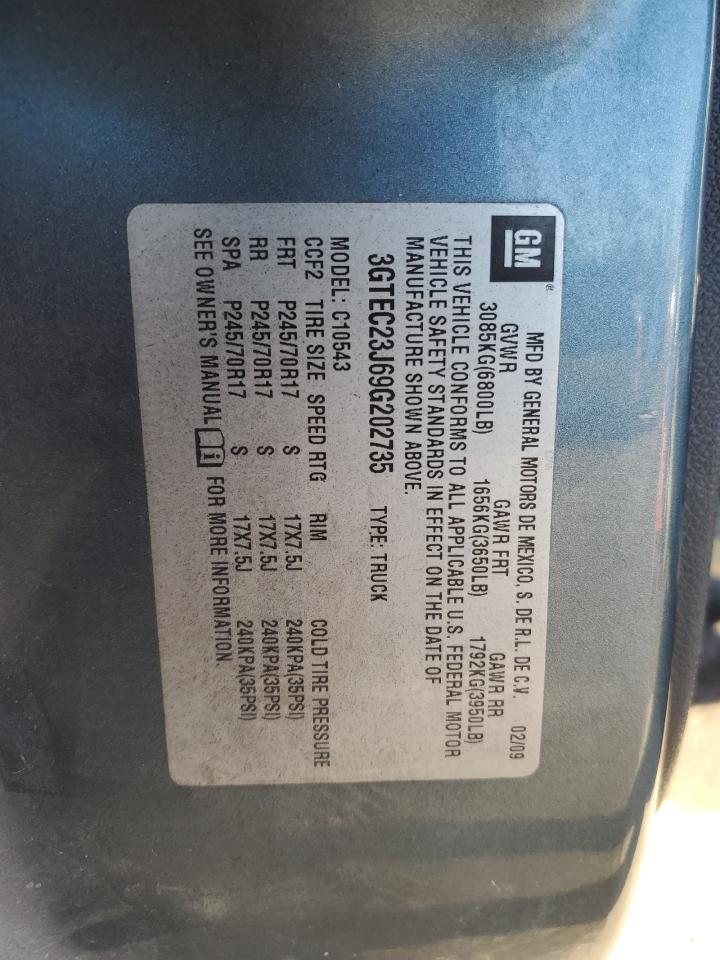 GM ® MFD BY GENERAL MOTORS DE MEXICO, S. DE R.L. DE C.V. 02/09
GVWR GAWR FRT GAWR RR
3085KG(6800LB) 1656KG(3650LB) 1792KG(3950LB)
THIS VEHICLE CONFORMS TO ALL APPLICABLE U.S. FEDERAL MOTOR
VEHICLE SAFETY STANDARDS IN EFFECT ON THE DATE OF
MANUFACTURE SHOWN ABOVE.
3GTEC23J69G202735 TYPE: TRUCK
MODEL: C10543
CCF2 TIRE SIZE SPEED RTG RIM COLD TIRE PRESSURE
FRT P245/70R17 S 17X7.5J 240KPA(35PSI)
RR P245/70R17 S 17X7.5J 240KPA(35PSI)
SPA P245/70R17 S 17X7.5J 240KPA(35PSI)
SEE OWNER'S MANUAL i FOR MORE INFORMATION.